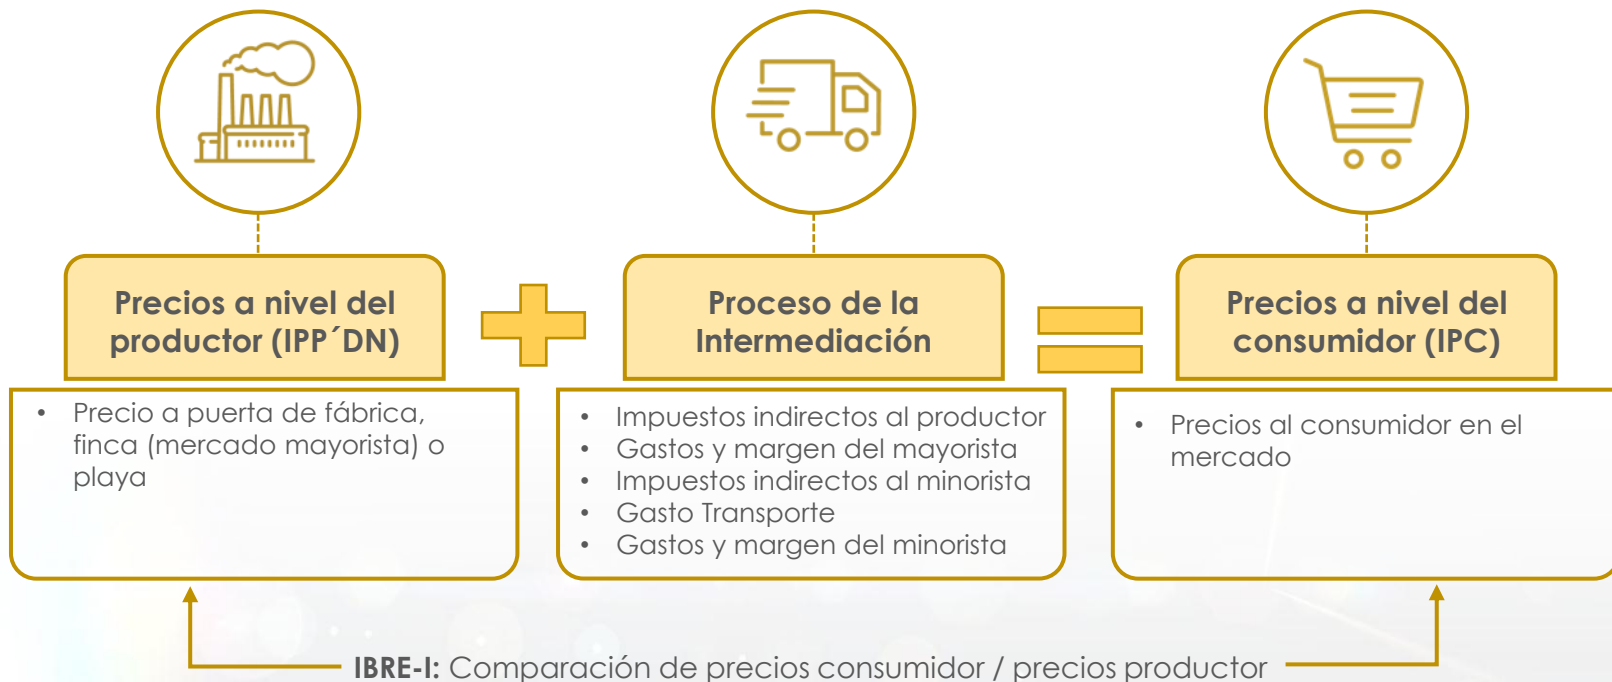 Precios a nivel del
productor (IPP´DN)
• Precio a puerta de fábrica,
finca (mercado mayorista) o
playa
Proceso de la
Intermediación
• Impuestos indirectos al productor
• Gastos y margen del mayorista
• Impuestos indirectos al minorista
• Gasto Transporte
• Gastos y margen del minorista
Precios a nivel del
consumidor (IPC)
• Precios al consumidor en el
mercado
IBRE-I: Comparación de precios consumidor / precios productor